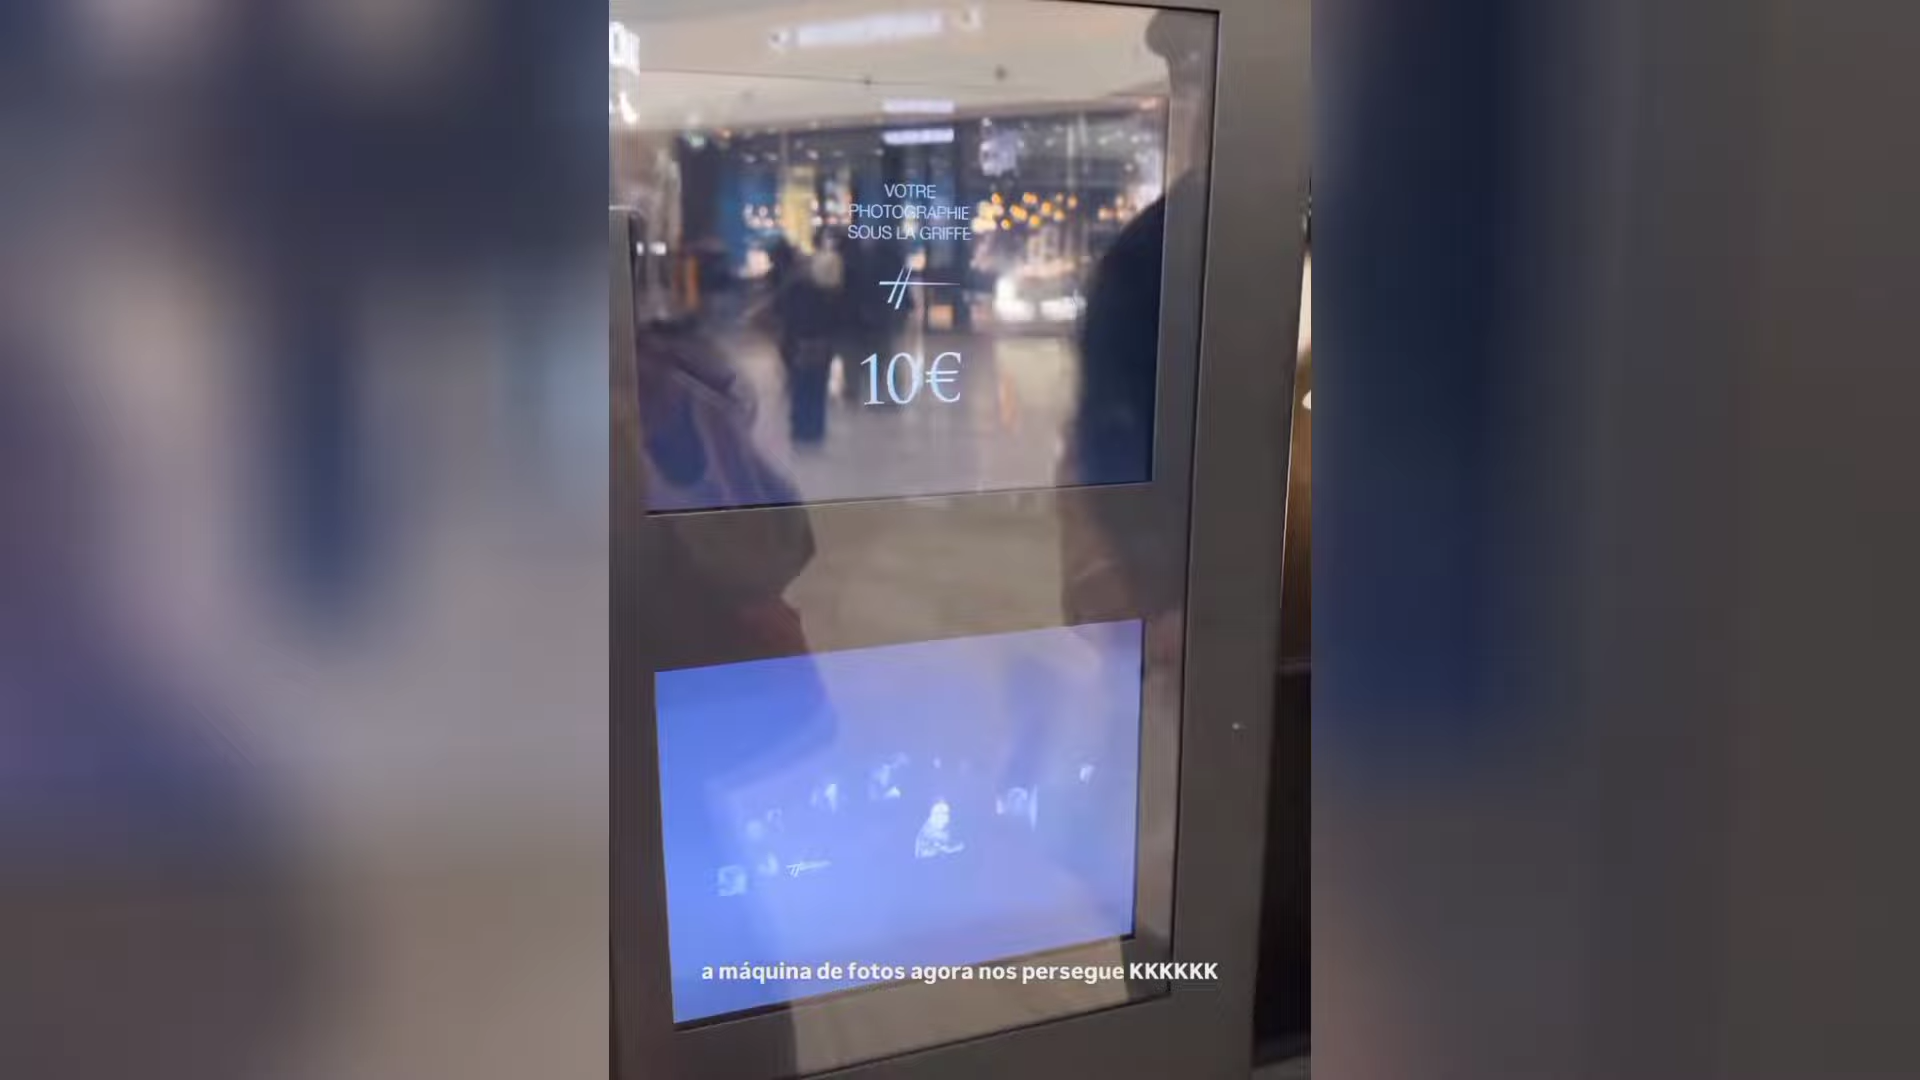 VOTRE
PHOTOGRAPHIE
SOUS LA GRIFFE
10€
a máquina de fotos agora nos persegue KKKKKK